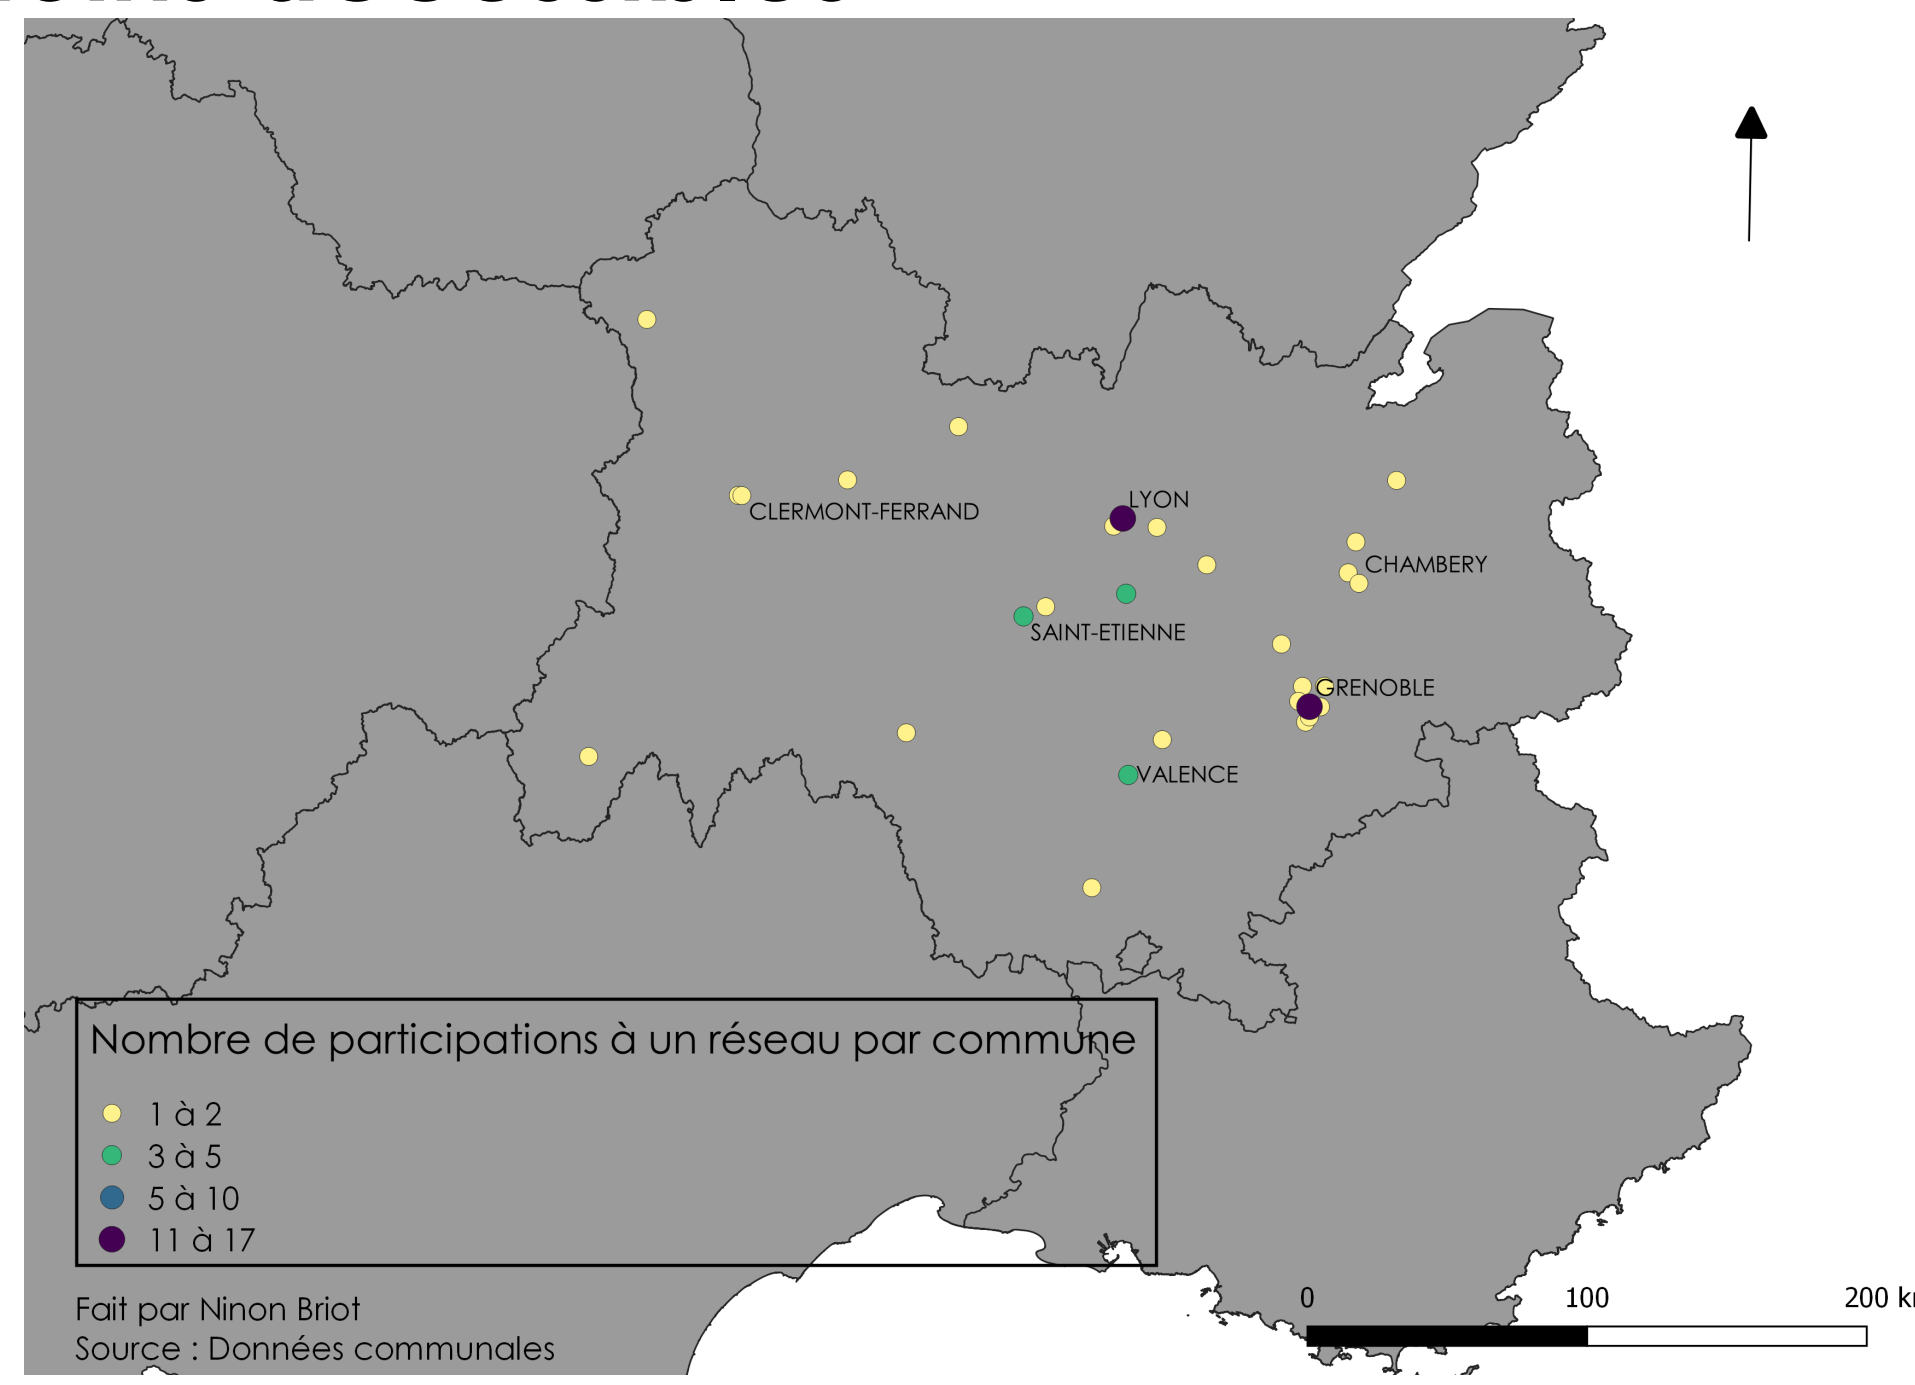 LYON
CLERMONT-FERRAND
CHAMBERY
SAINT-ETIENNE
GRENOBLE
VALENCE
Nombre de participations à un réseau par commune
1 à 2
3 à 5
5 à 10
11 à 17
Fait par Ninon Briot
Source : Données communales
0 100 200